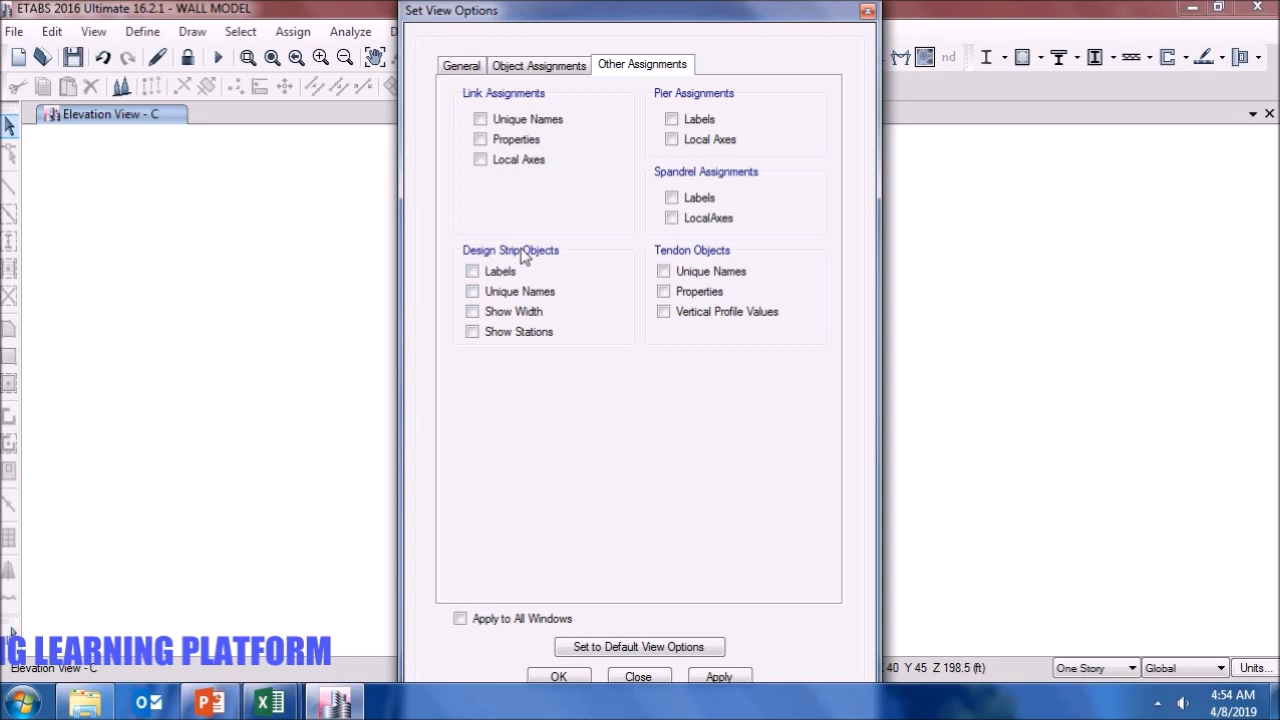 ETABS 2016 Ultimate 16.2.1 - WALL MODEL
Set View Options
File Edit View Define Draw Select Assign Analyze
nd
Elevation View - C
General Object Assignments Other Assignments
Link Assignments
Unique Names
Properties
Local Axes
Pier Assignments
Labels
Local Axes
Spandrel Assignments
Labels
LocalAxes
Design Strip Objects
Labels
Unique Names
Show Width
Show Stations
Tendon Objects
Unique Names
Properties
Vertical Profile Values
Apply to All Windows
Set to Default View Options
OK Close Apply
G LEARNING PLATFORM
Elevation View - C
40 Y 45 Z 198.5 (ft)
One Story
Global
Units...
4:54 AM
4/8/2019